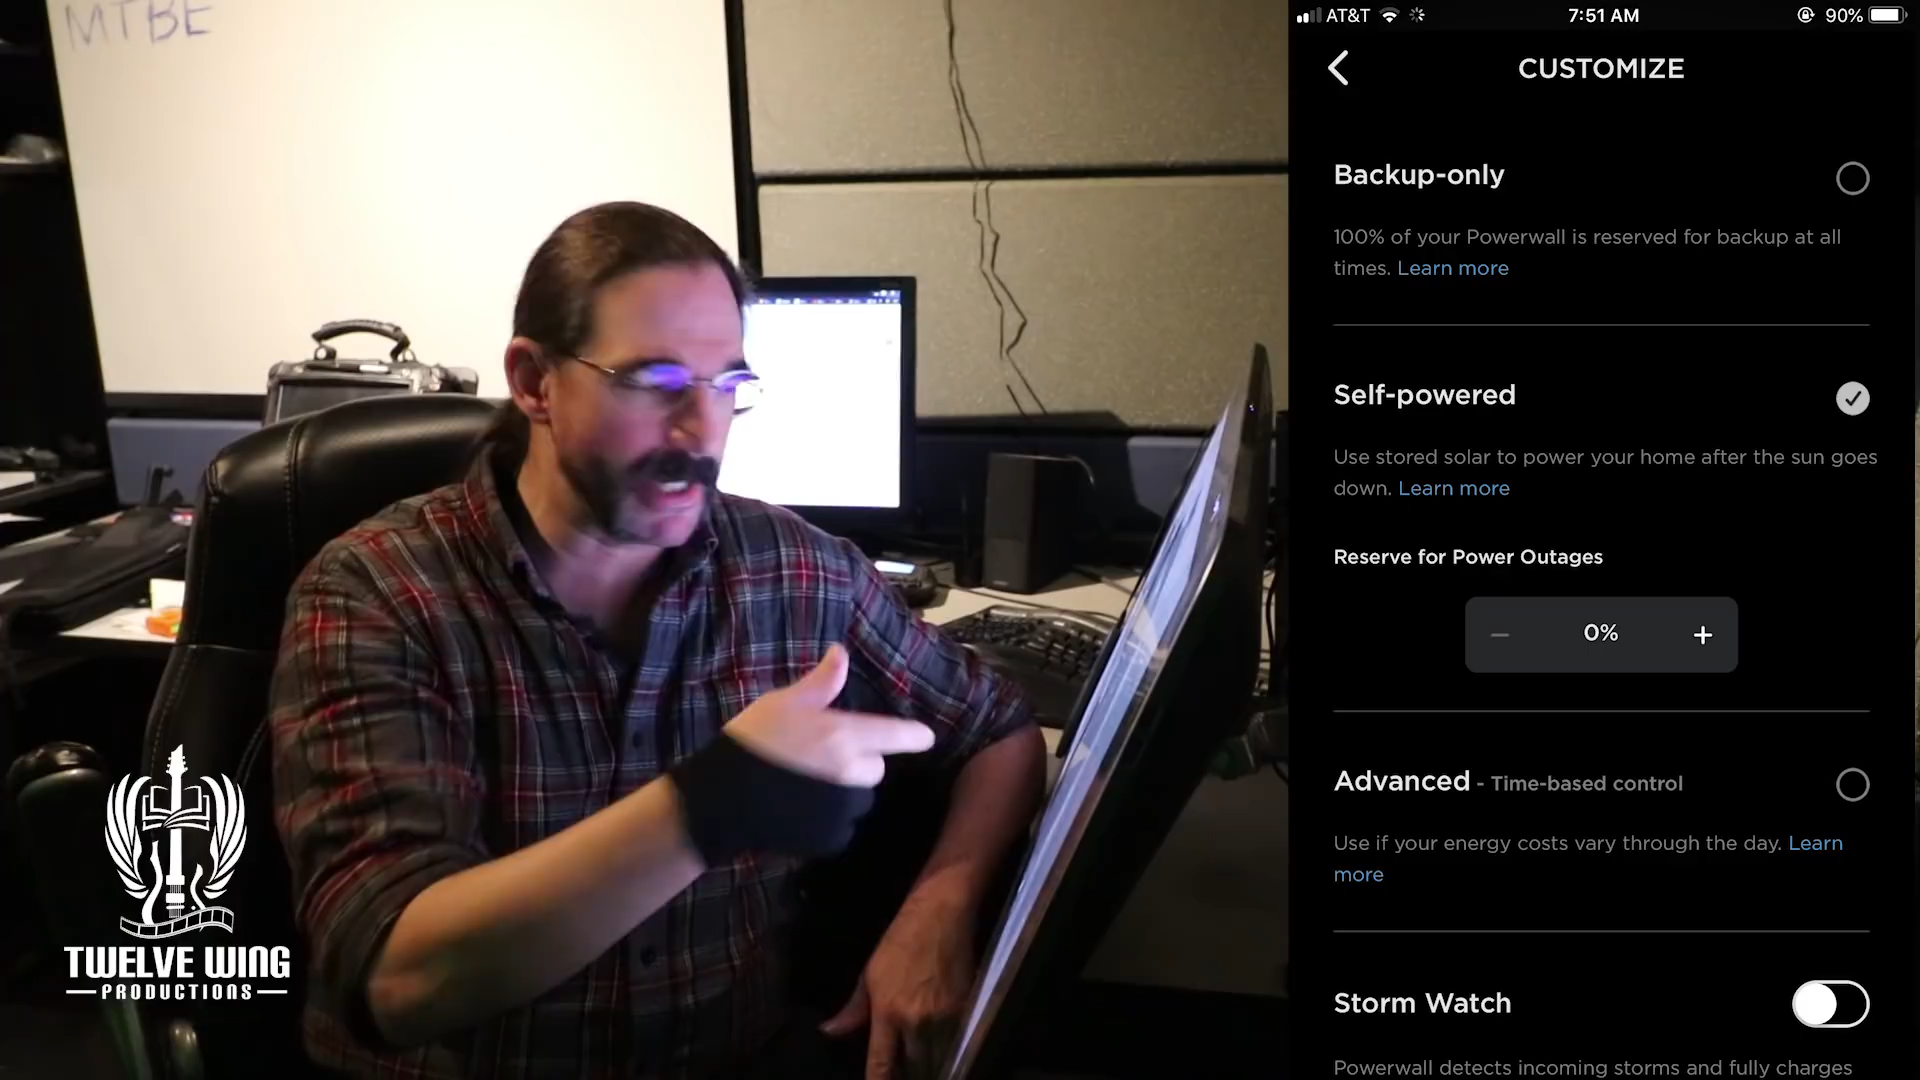 MTBE
TWELVE WING
PRODUCTIONS
AT&T
7:51 AM
90%
CUSTOMIZE
Backup-only
100% of your Powerwall is reserved for backup at all
times. Learn more
Self-powered
Use stored solar to power your home after the sun goes
down. Learn more
Reserve for Power Outages
− 0% +
Advanced - Time-based control
Use if your energy costs vary through the day. Learn
more
Storm Watch
Powerwall detects incoming storms and fully charges